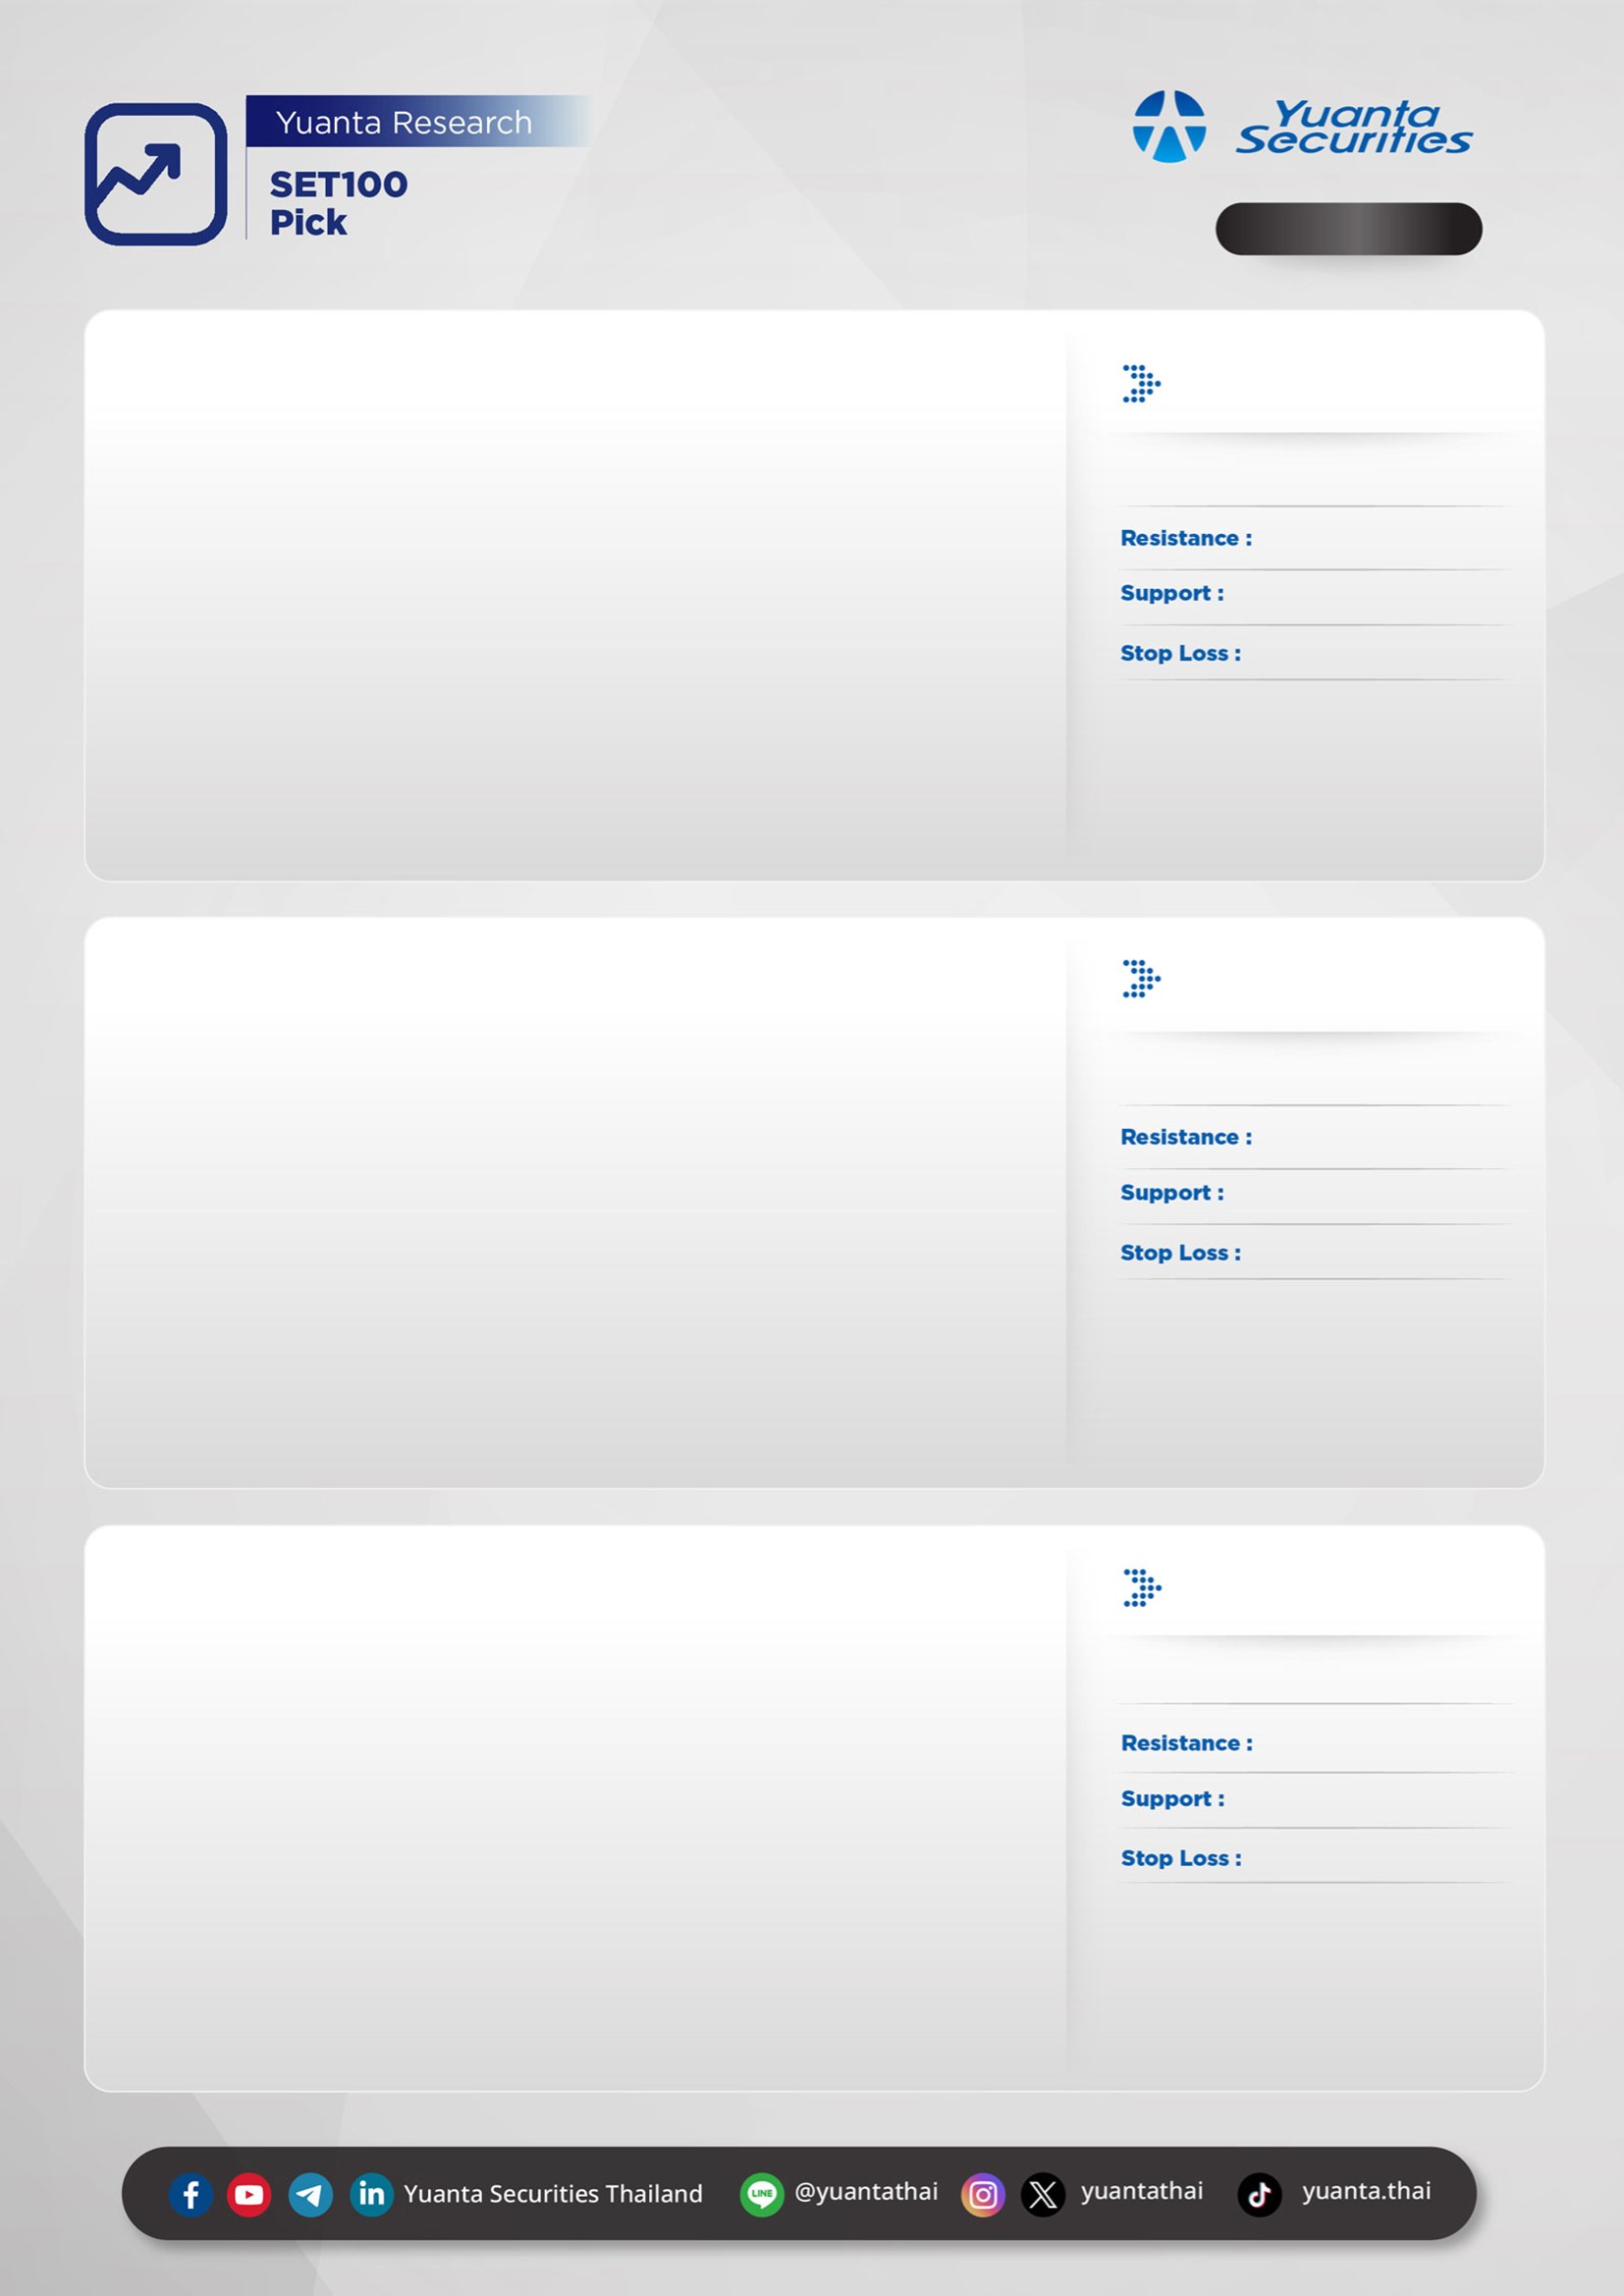 Yuanta Research
SET100
Pick
Yuanta
Securities
Resistance :
Support :
Stop Loss :
Resistance :
Support :
Stop Loss :
Resistance :
Support :
Stop Loss :
Yuanta Securities Thailand LINE @yuantathai yuantathai yuanta.thai